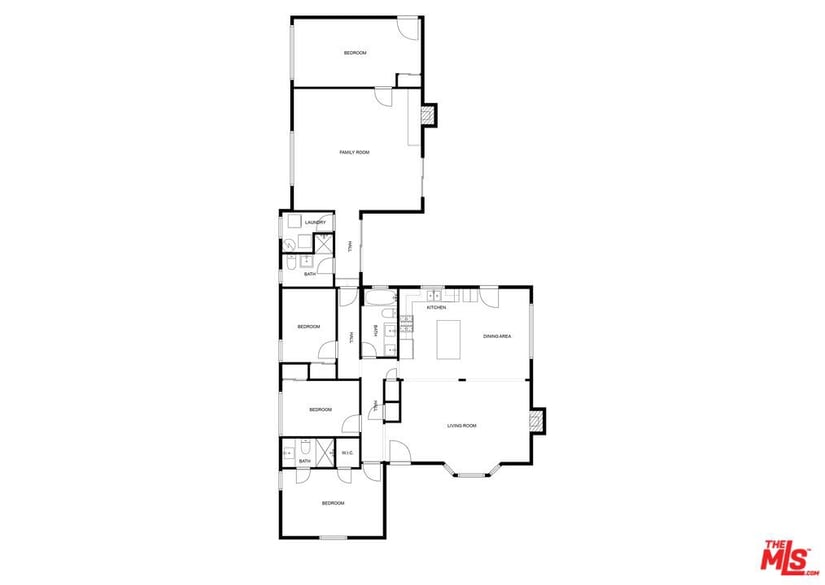 BEDROOM
FAMILY ROOM
LAUNDRY
HALL
BATH
KITCHEN
BEDROOM
HALL
BATH
DINING AREA
BEDROOM
HALL
LIVING ROOM
BATH
W.I.C.
BEDROOM
THE
MLS™
.COM